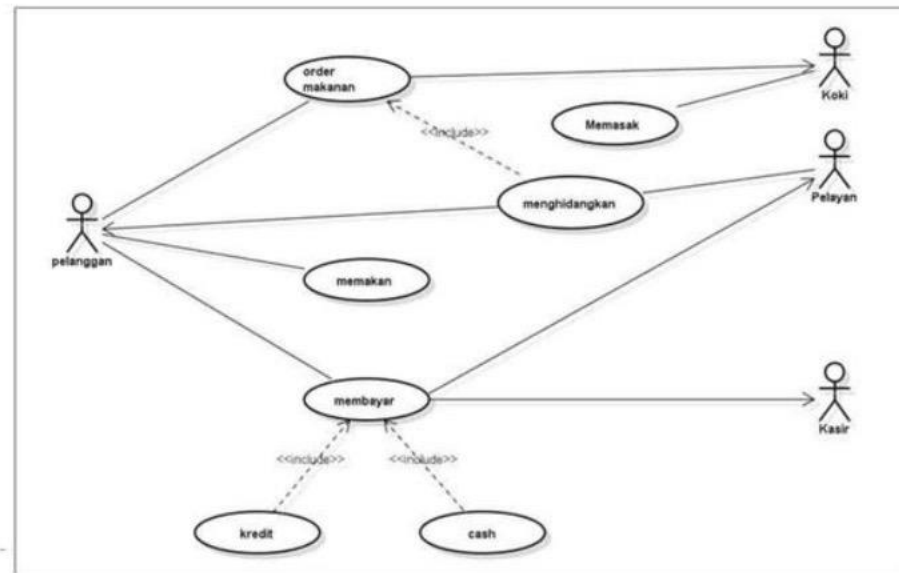 order
makanan
Koki
Memasak
<<include>>
Pelayan
menghidangkan
pelanggan
memakan
membayar
Kasir
<<include>>
<<include>>
kredit
cash